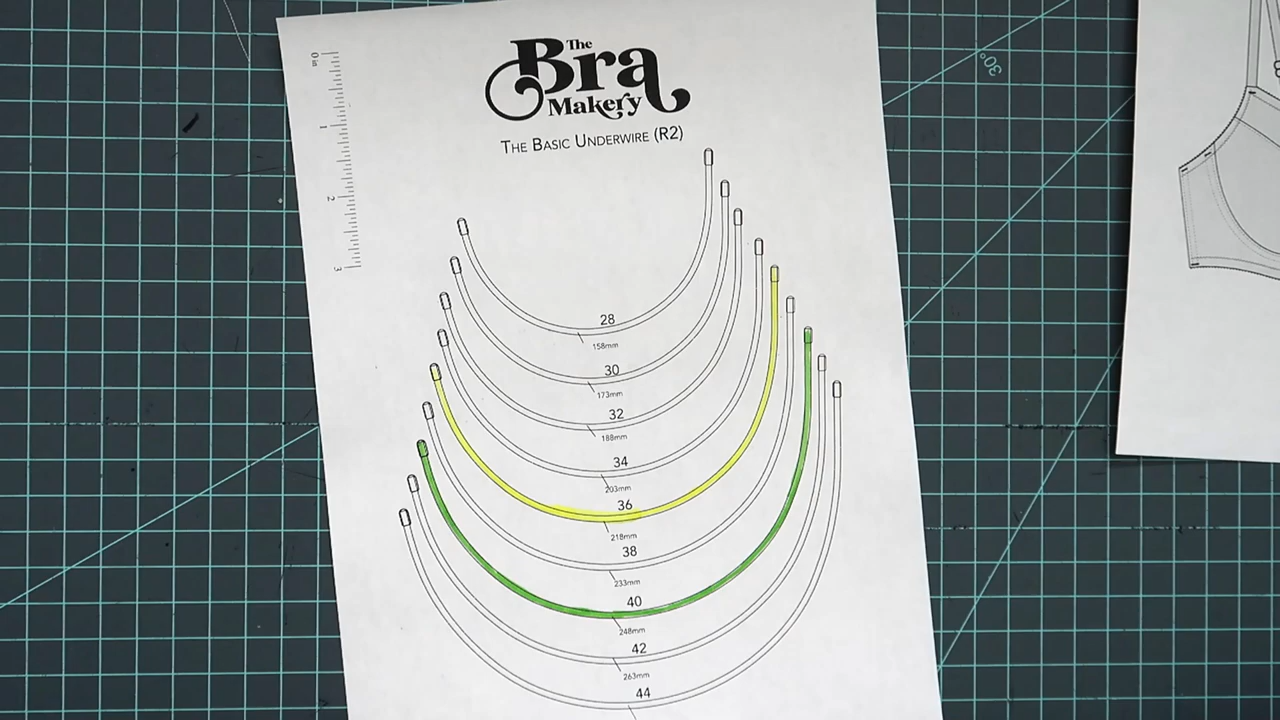 The
Bra
Makery
THE BASIC UNDERWIRE (R2)
0 in
1
2
3
28
158mm
30
173mm
32
188mm
34
203mm
36
218mm
38
233mm
40
248mm
42
263mm
44
30°